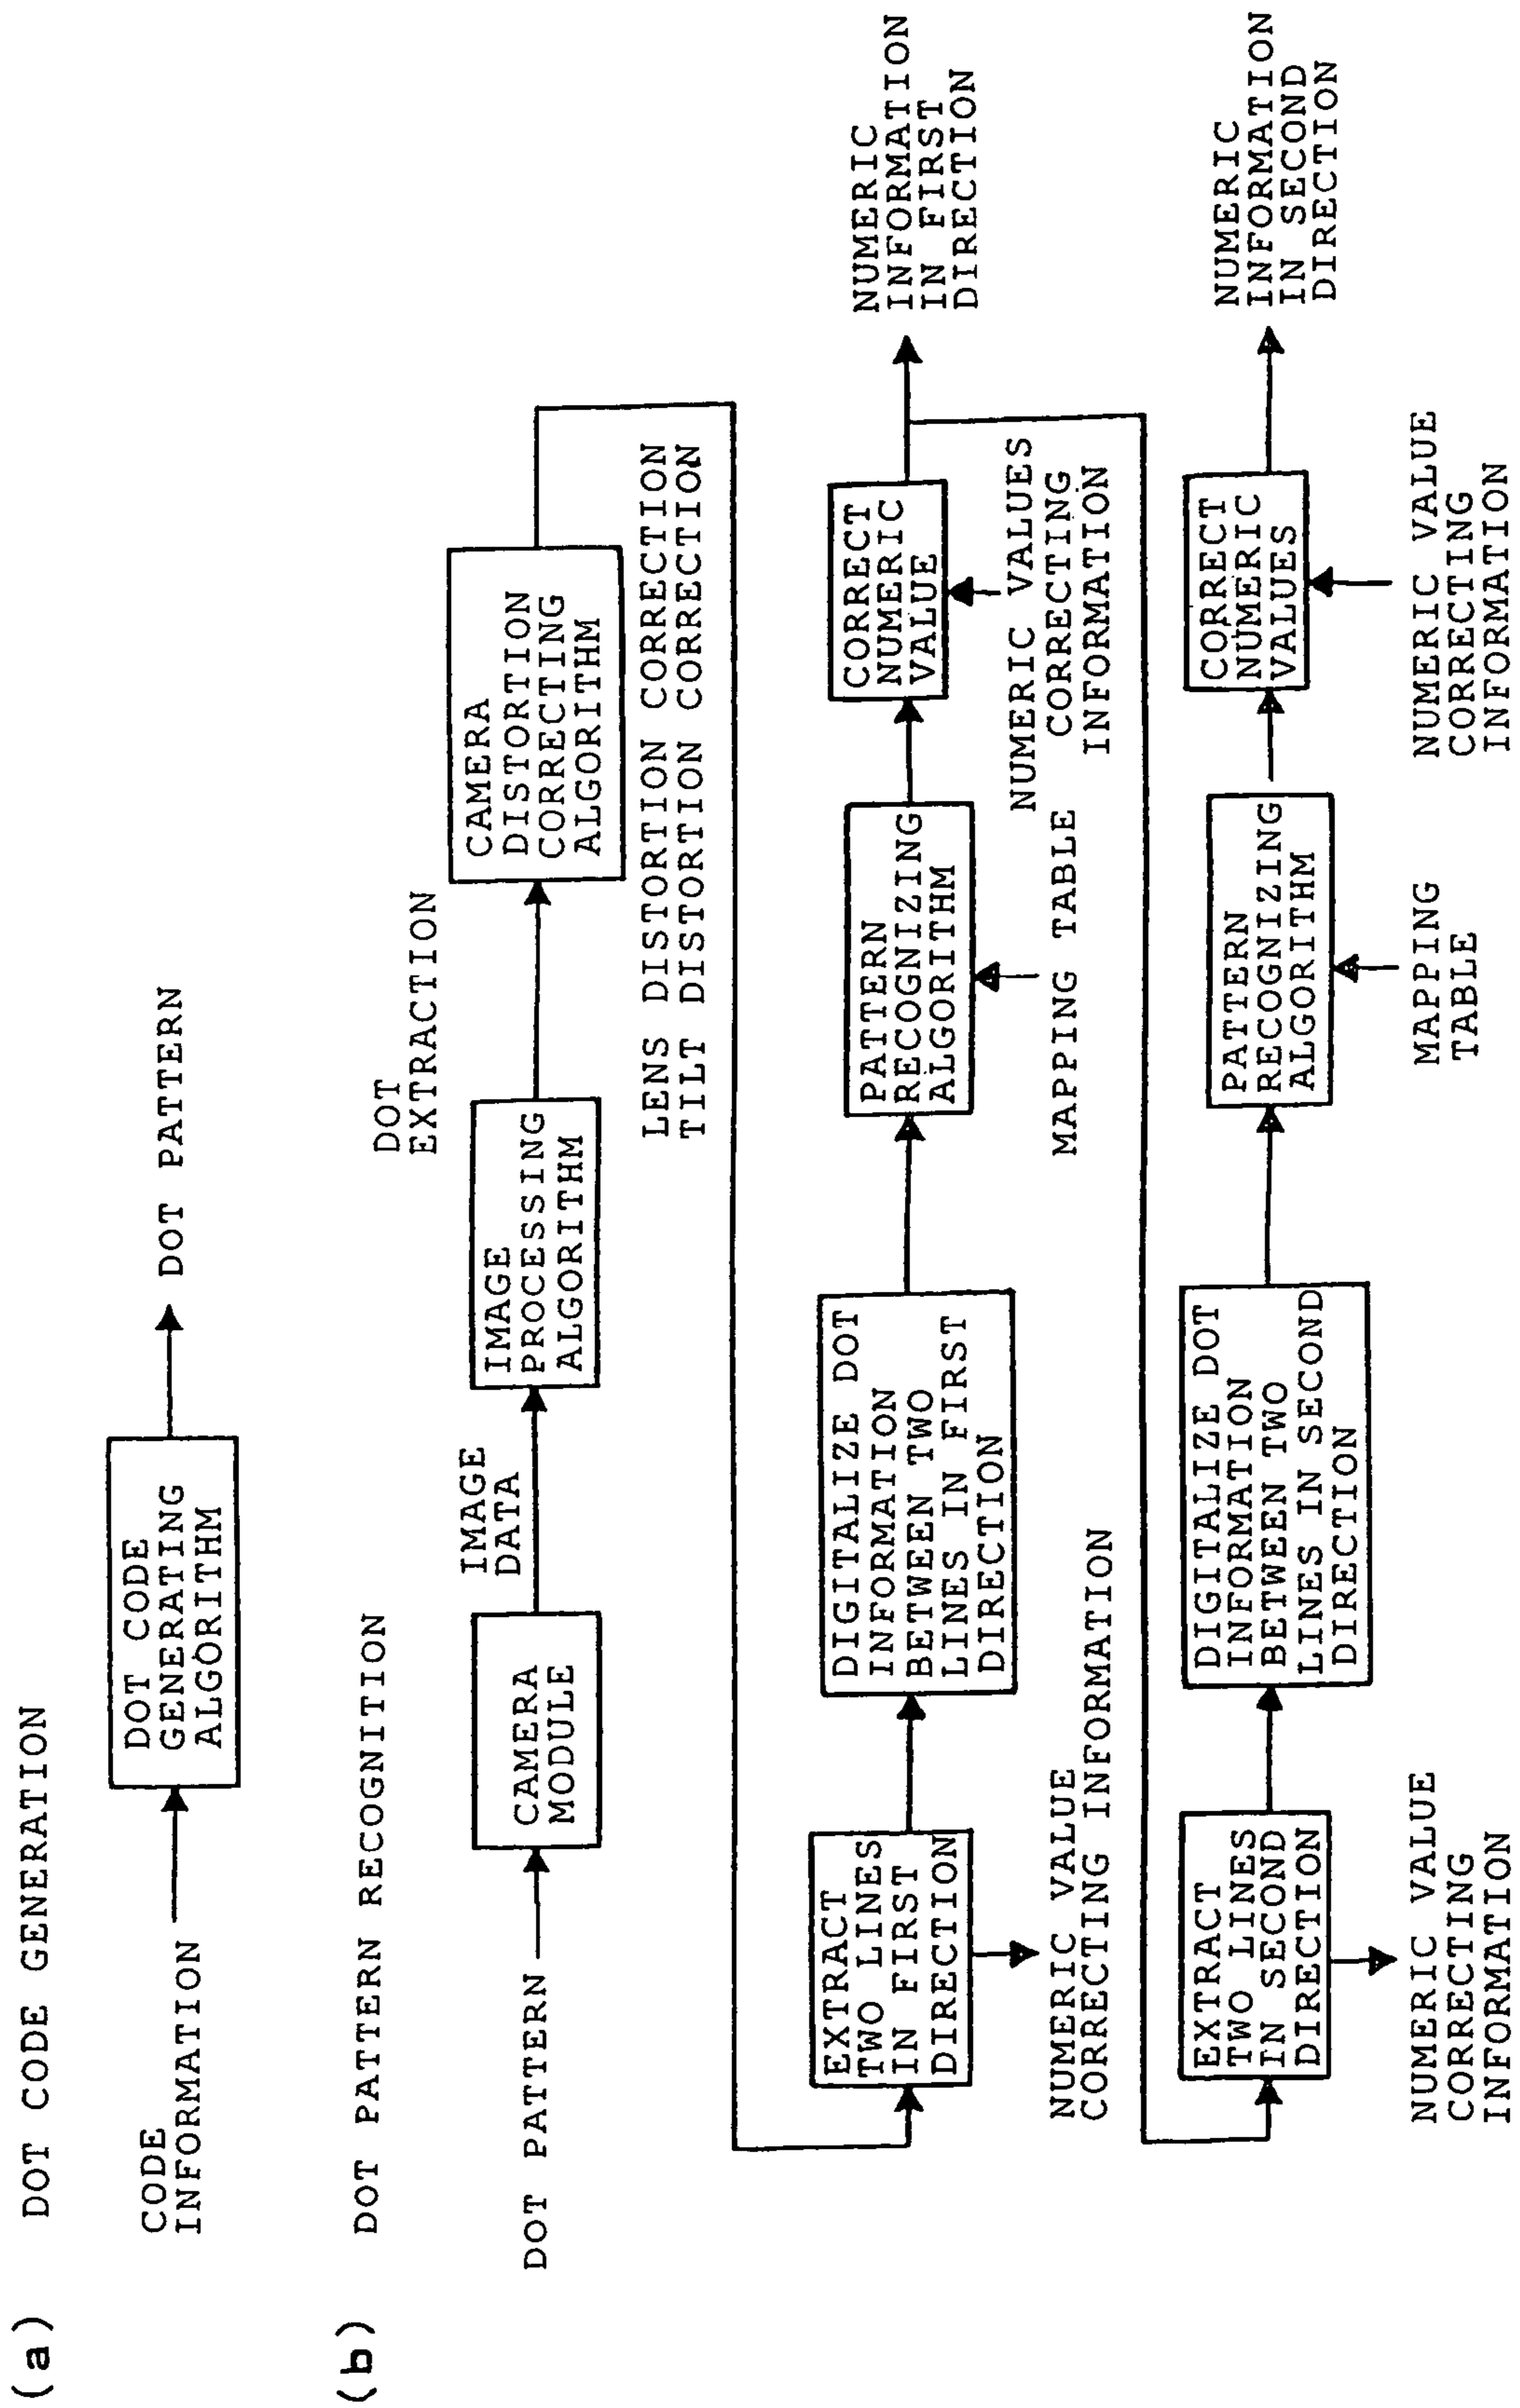 (a) DOT CODE GENERATION
CODE
INFORMATION
DOT CODE
GENERATING
ALGORITHM
DOT PATTERN
(b) DOT PATTERN RECOGNITION
DOT PATTERN
CAMERA
MODULE
IMAGE
DATA
IMAGE
PROCESSING
ALGORITHM
DOT
EXTRACTION
CAMERA
DISTORTION
CORRECTING
ALGORITHM
LENS DISTORTION CORRECTION
TILT DISTORTION CORRECTION
EXTRACT
TWO LINES
IN FIRST
DIRECTION
NUMERIC VALUE
CORRECTING INFORMATION
DIGITALIZE DOT
INFORMATION
BETWEEN TWO
LINES IN FIRST
DIRECTION
PATTERN
RECOGNIZING
ALGORITHM
MAPPING TABLE
CORRECT
NUMERIC
VALUE
NUMERIC VALUES
CORRECTING
INFORMATION
NUMERIC
INFORMATION
IN FIRST
DIRECTION
EXTRACT
TWO LINES
IN SECOND
DIRECTION
NUMERIC VALUE
CORRECTING
INFORMATION
DIGITALIZE DOT
INFORMATION
BETWEEN TWO
LINES IN SECOND
DIRECTION
PATTERN
RECOGNIZING
ALGORITHM
MAPPING
TABLE
CORRECT
NUMERIC
VALUES
NUMERIC VALUE
CORRECTING
INFORMATION
NUMERIC
INFORMATION
IN SECOND
DIRECTION